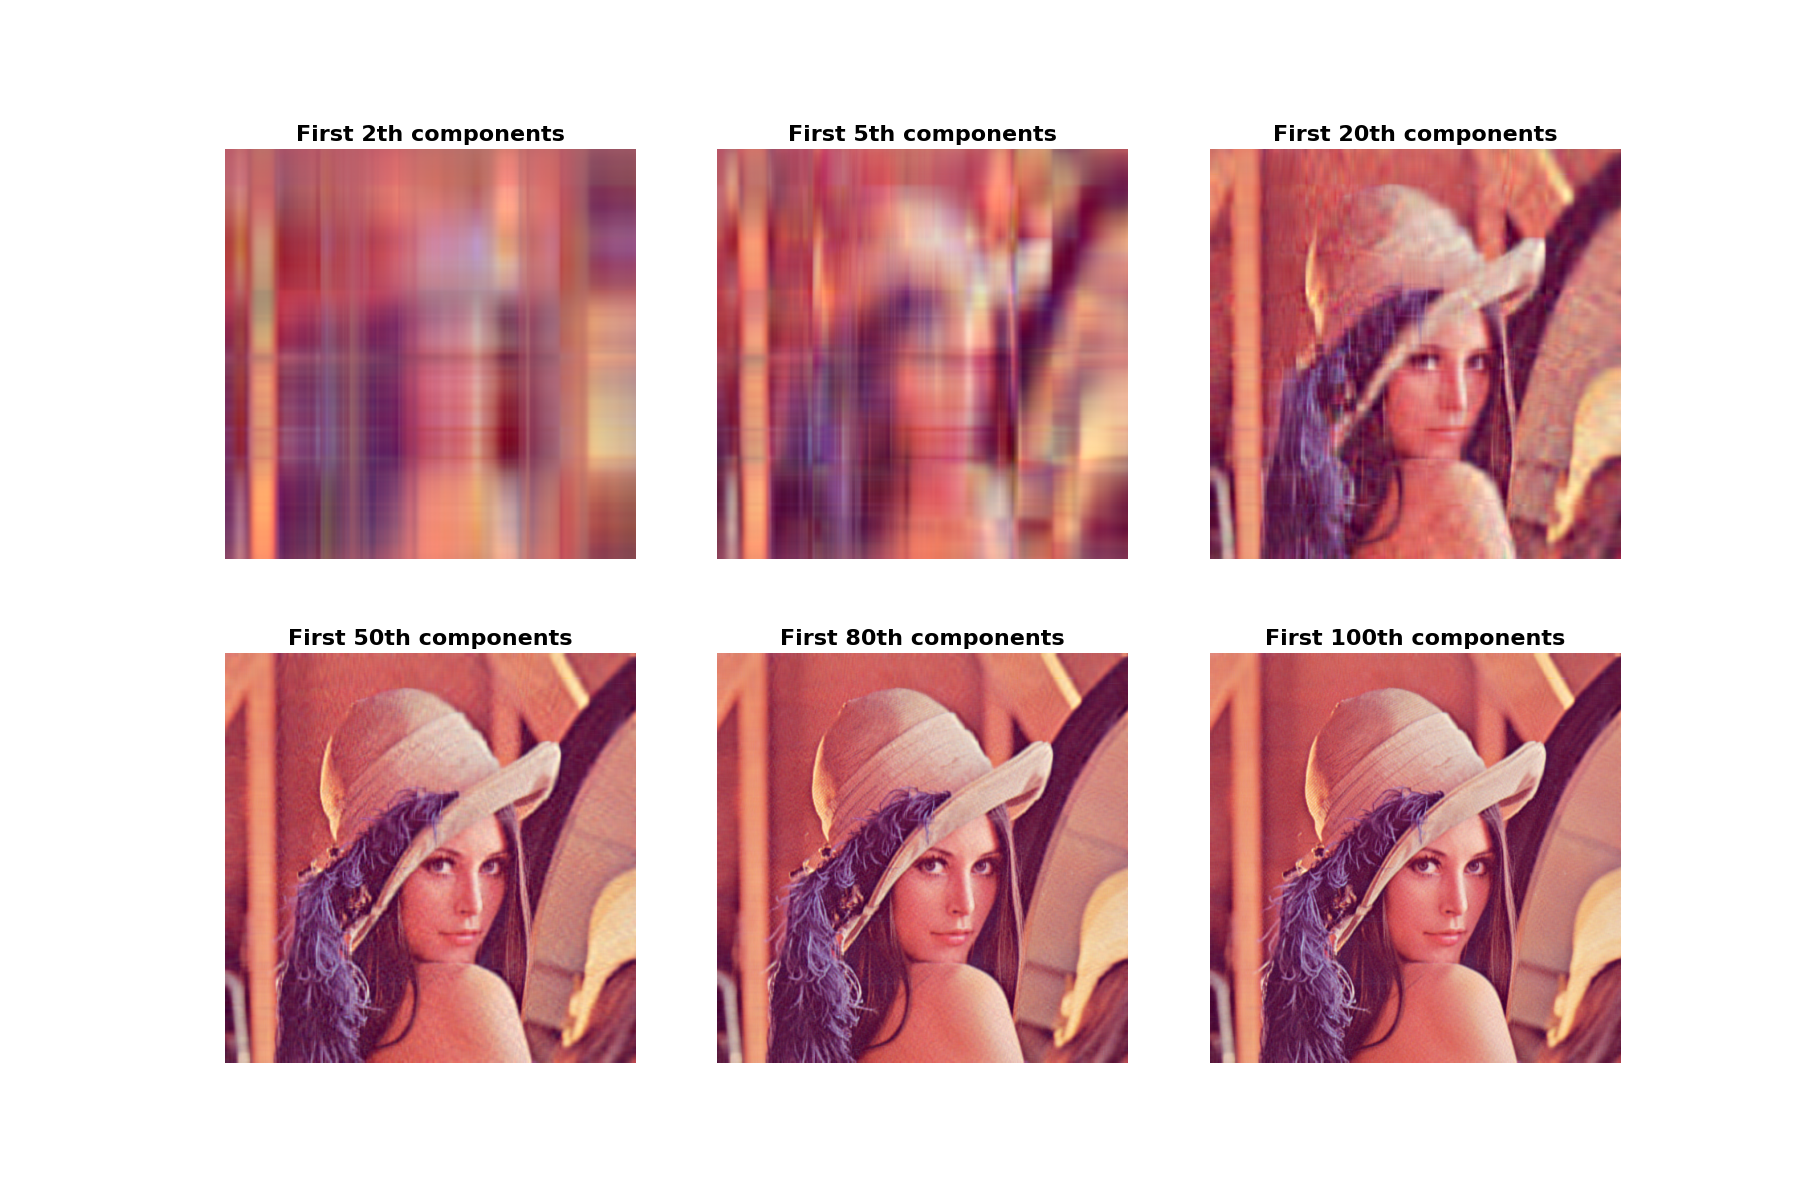 First 2th components
First 5th components
First 20th components
First 50th components
First 80th components
First 100th components